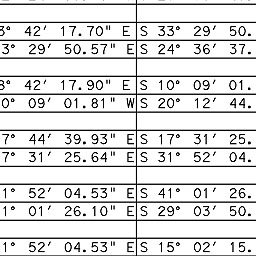 3° 42' 17.70" E S 33° 29' 50.
3° 29' 50.57" E S 24° 36' 37.
8° 42' 17.90" E S 10° 09' 01.
0° 09' 01.81" W S 20° 12' 44.
7° 44' 39.93" E S 17° 31' 25.
7° 31' 25.64" E S 31° 52' 04.
1° 52' 04.53" E S 41° 01' 26.
1° 01' 26.10" E S 29° 03' 50.
1° 52' 04.53" E S 15° 02' 15.